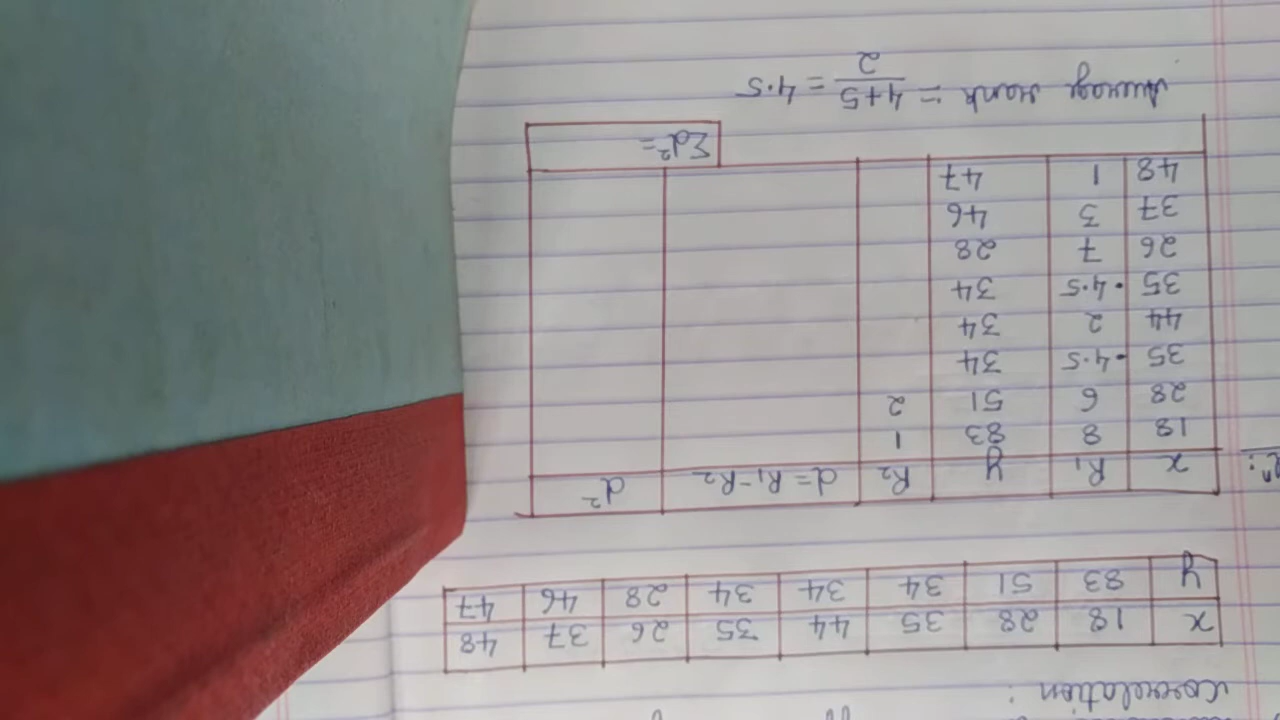 Correlation :
x 18 28 35 44 35 26 37 48
y 83 51 34 34 34 28 46 47
x R₁ y R₂ d = R₁ - R₂ d²
18 8 83 1
28 6 51 2
35 4.5 34
44 2 34
35 4.5 34
26 7 28
37 3 46
48 1 47
Σd² =
Average rank = 4+5/2 = 4.5